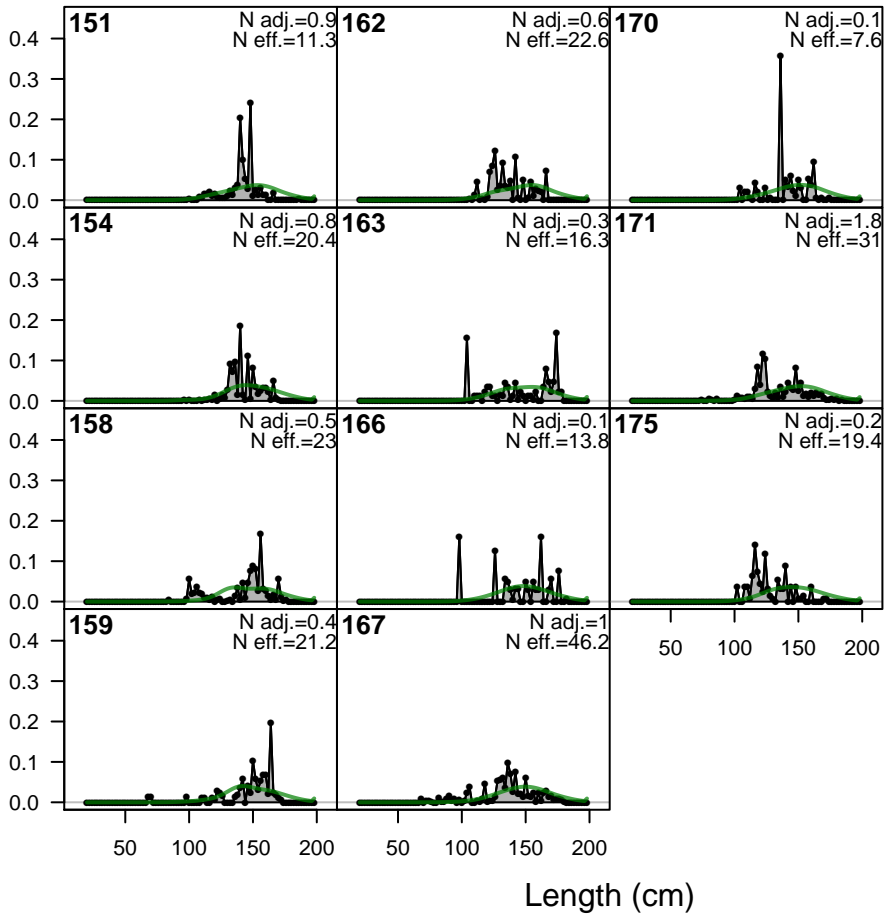 151 N adj.=0.9
N eff.=11.3
162 N adj.=0.6
N eff.=22.6
170 N adj.=0.1
N eff.=7.6
0.4
0.3
0.2
0.1
0.0
154 N adj.=0.8
N eff.=20.4
163 N adj.=0.3
N eff.=16.3
171 N adj.=1.8
N eff.=31
0.4
0.3
0.2
0.1
0.0
158 N adj.=0.5
N eff.=23
166 N adj.=0.1
N eff.=13.8
175 N adj.=0.2
N eff.=19.4
0.4
0.3
0.2
0.1
0.0
50 100 150 200
159 N adj.=0.4
N eff.=21.2
167 N adj.=1
N eff.=46.2
0.4
0.3
0.2
0.1
0.0
50 100 150 200
50 100 150 200
Length (cm)